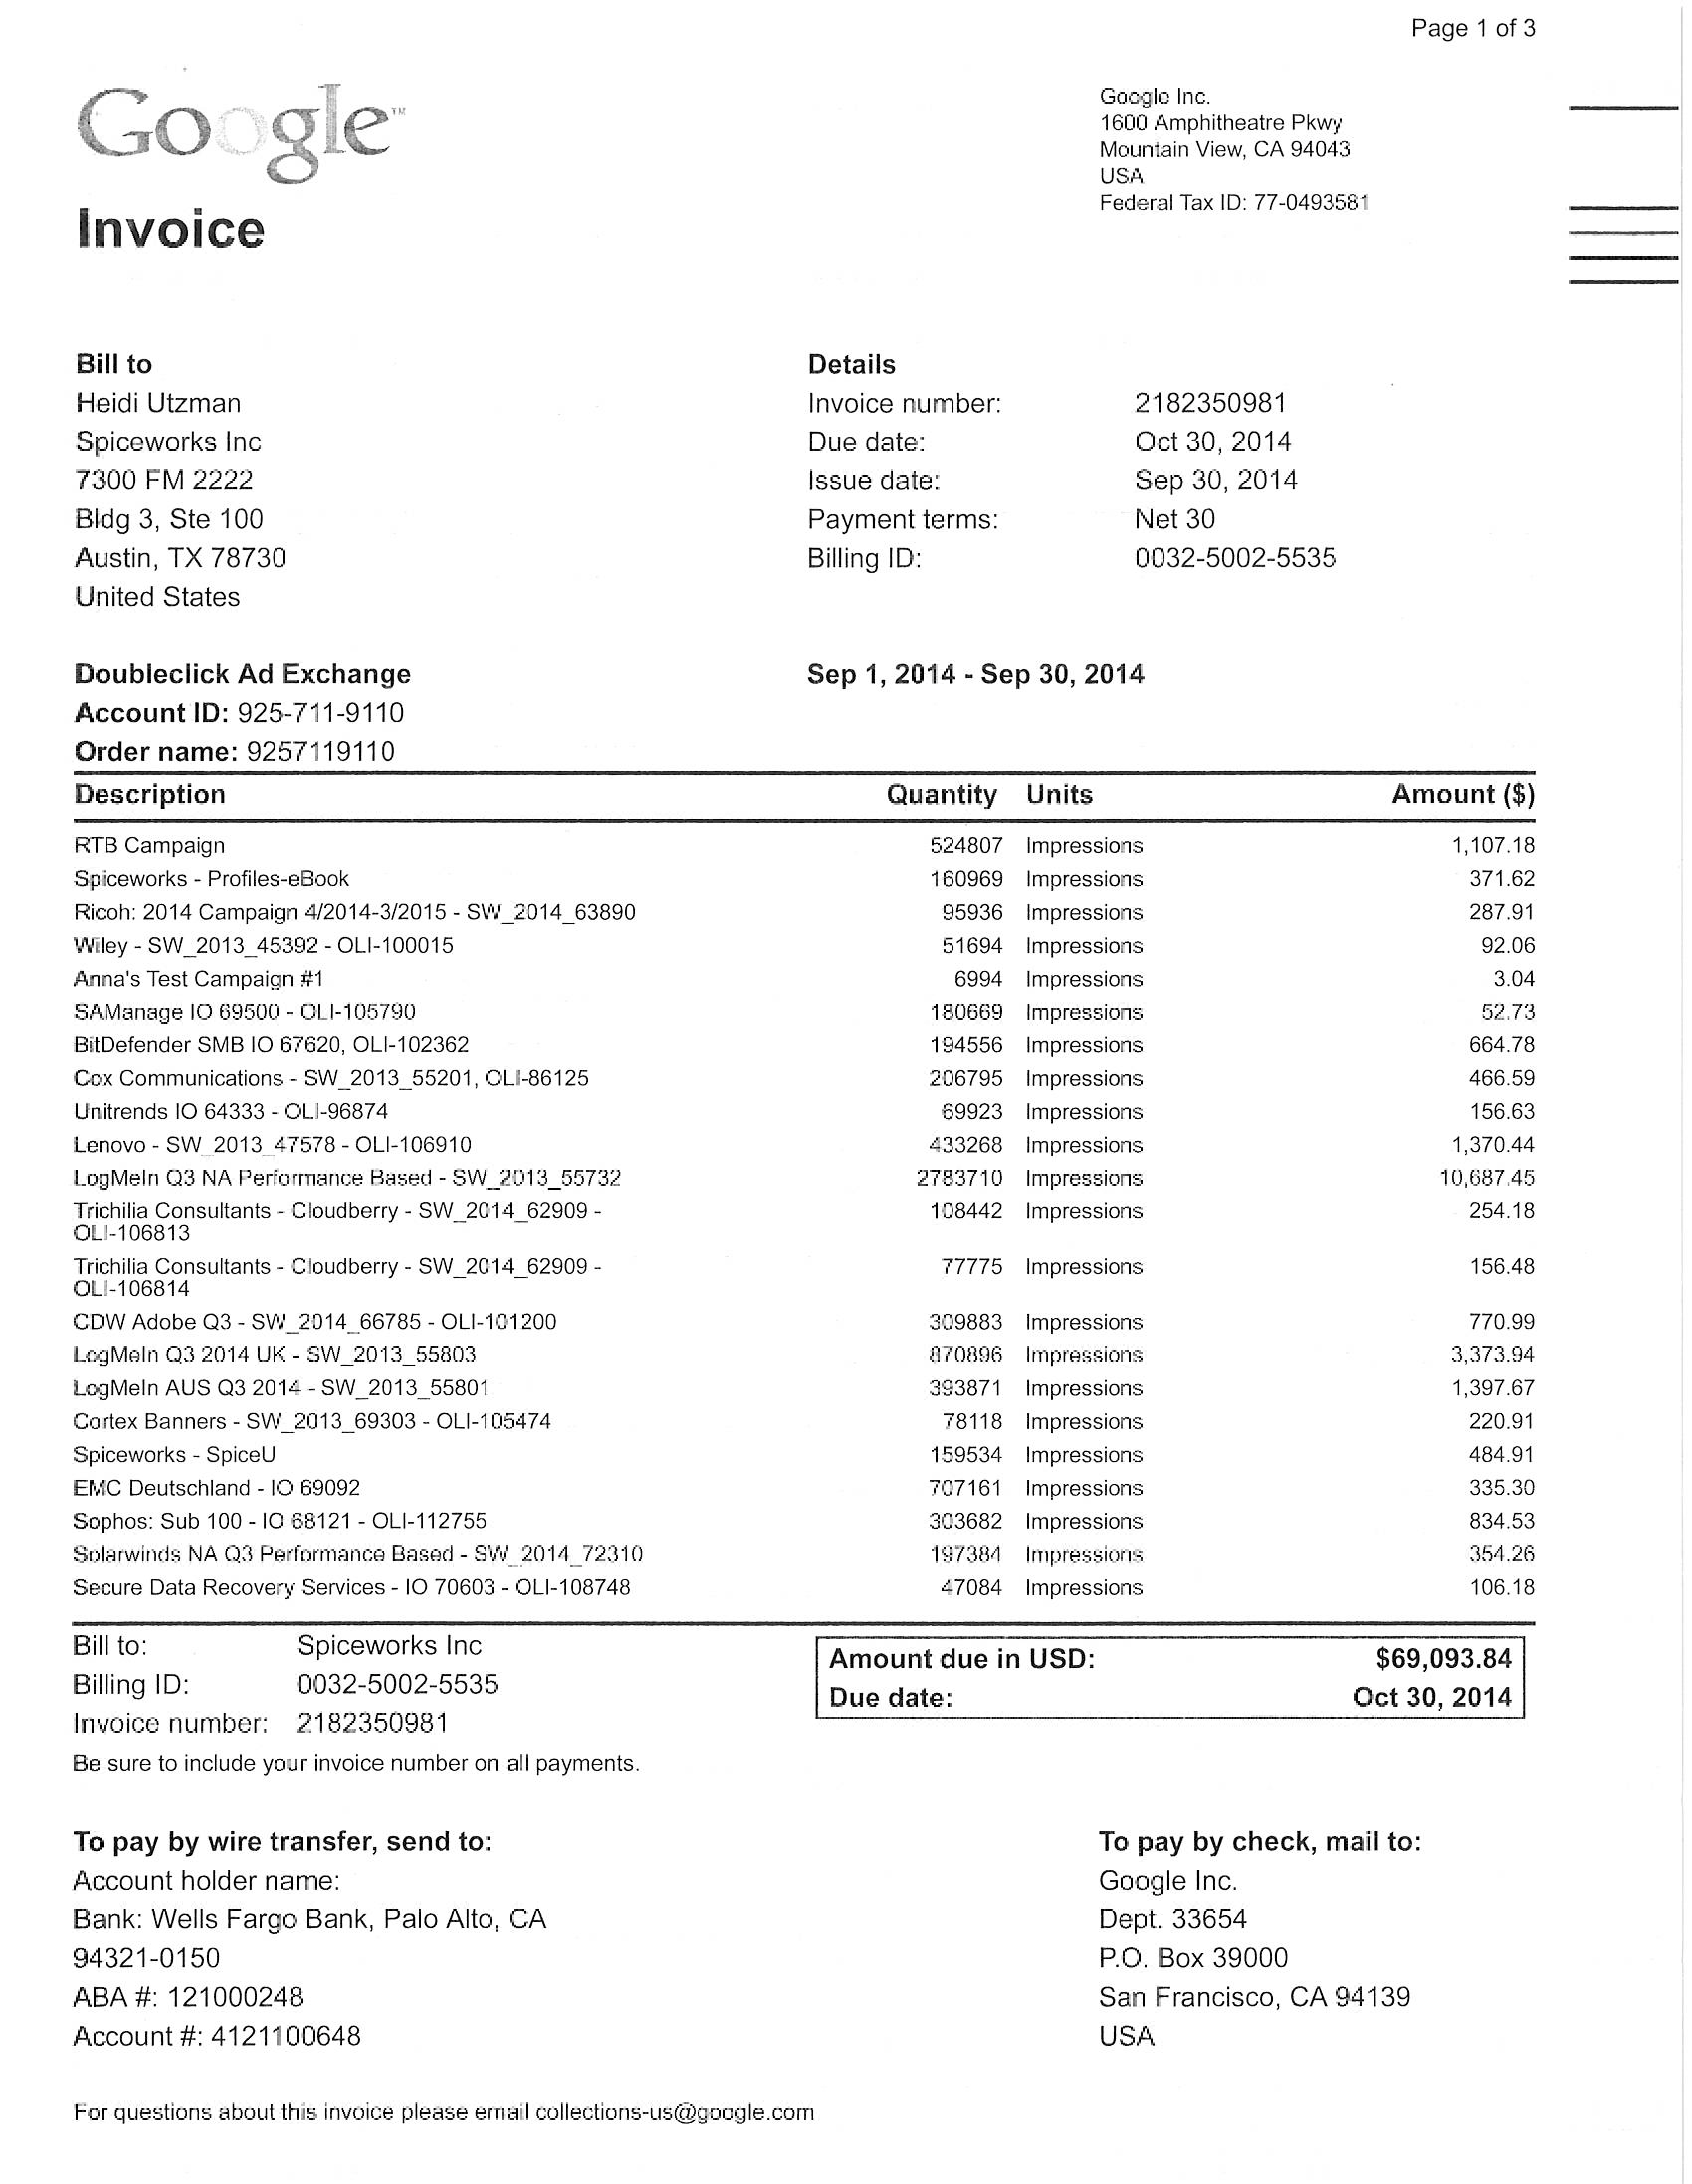 Page 1 of 3
Google™
Google Inc.
1600 Amphitheatre Pkwy
Mountain View, CA 94043
USA
Federal Tax ID: 77-0493581
Invoice
Bill to
Heidi Utzman
Spiceworks Inc
7300 FM 2222
Bldg 3, Ste 100
Austin, TX 78730
United States
Details
Invoice number: 2182350981
Due date: Oct 30, 2014
Issue date: Sep 30, 2014
Payment terms: Net 30
Billing ID: 0032-5002-5535
Doubleclick Ad Exchange Sep 1, 2014 - Sep 30, 2014
Account ID: 925-711-9110
Order name: 9257119110
Description Quantity Units Amount ($)
RTB Campaign 524807 Impressions 1,107.18
Spiceworks - Profiles-eBook 160969 Impressions 371.62
Ricoh: 2014 Campaign 4/2014-3/2015 - SW_2014_63890 95936 Impressions 287.91
Wiley - SW_2013_45392 - OLI-100015 51694 Impressions 92.06
Anna's Test Campaign #1 6994 Impressions 3.04
SAManage IO 69500 - OLI-105790 180669 Impressions 52.73
BitDefender SMB IO 67620, OLI-102362 194556 Impressions 664.78
Cox Communications - SW_2013_55201, OLI-86125 206795 Impressions 466.59
Unitrends IO 64333 - OLI-96874 69923 Impressions 156.63
Lenovo - SW_2013_47578 - OLI-106910 433268 Impressions 1,370.44
LogMeIn Q3 NA Performance Based - SW_2013_55732 2783710 Impressions 10,687.45
Trichilia Consultants - Cloudberry - SW_2014_62909 - 108442 Impressions 254.18
OLI-106813
Trichilia Consultants - Cloudberry - SW_2014_62909 - 77775 Impressions 156.48
OLI-106814
CDW Adobe Q3 - SW_2014_66785 - OLI-101200 309883 Impressions 770.99
LogMeIn Q3 2014 UK - SW_2013_55803 870896 Impressions 3,373.94
LogMeIn AUS Q3 2014 - SW_2013_55801 393871 Impressions 1,397.67
Cortex Banners - SW_2013_69303 - OLI-105474 78118 Impressions 220.91
Spiceworks - SpiceU 159534 Impressions 484.91
EMC Deutschland - IO 69092 707161 Impressions 335.30
Sophos: Sub 100 - IO 68121 - OLI-112755 303682 Impressions 834.53
Solarwinds NA Q3 Performance Based - SW_2014_72310 197384 Impressions 354.26
Secure Data Recovery Services - IO 70603 - OLI-108748 47084 Impressions 106.18
Bill to: Spiceworks Inc
Billing ID: 0032-5002-5535
Invoice number: 2182350981
Be sure to include your invoice number on all payments.
Amount due in USD: $69,093.84
Due date: Oct 30, 2014
To pay by wire transfer, send to:
Account holder name:
Bank: Wells Fargo Bank, Palo Alto, CA
94321-0150
ABA #: 121000248
Account #: 4121100648
To pay by check, mail to:
Google Inc.
Dept. 33654
P.O. Box 39000
San Francisco, CA 94139
USA
For questions about this invoice please email collections-us@google.com